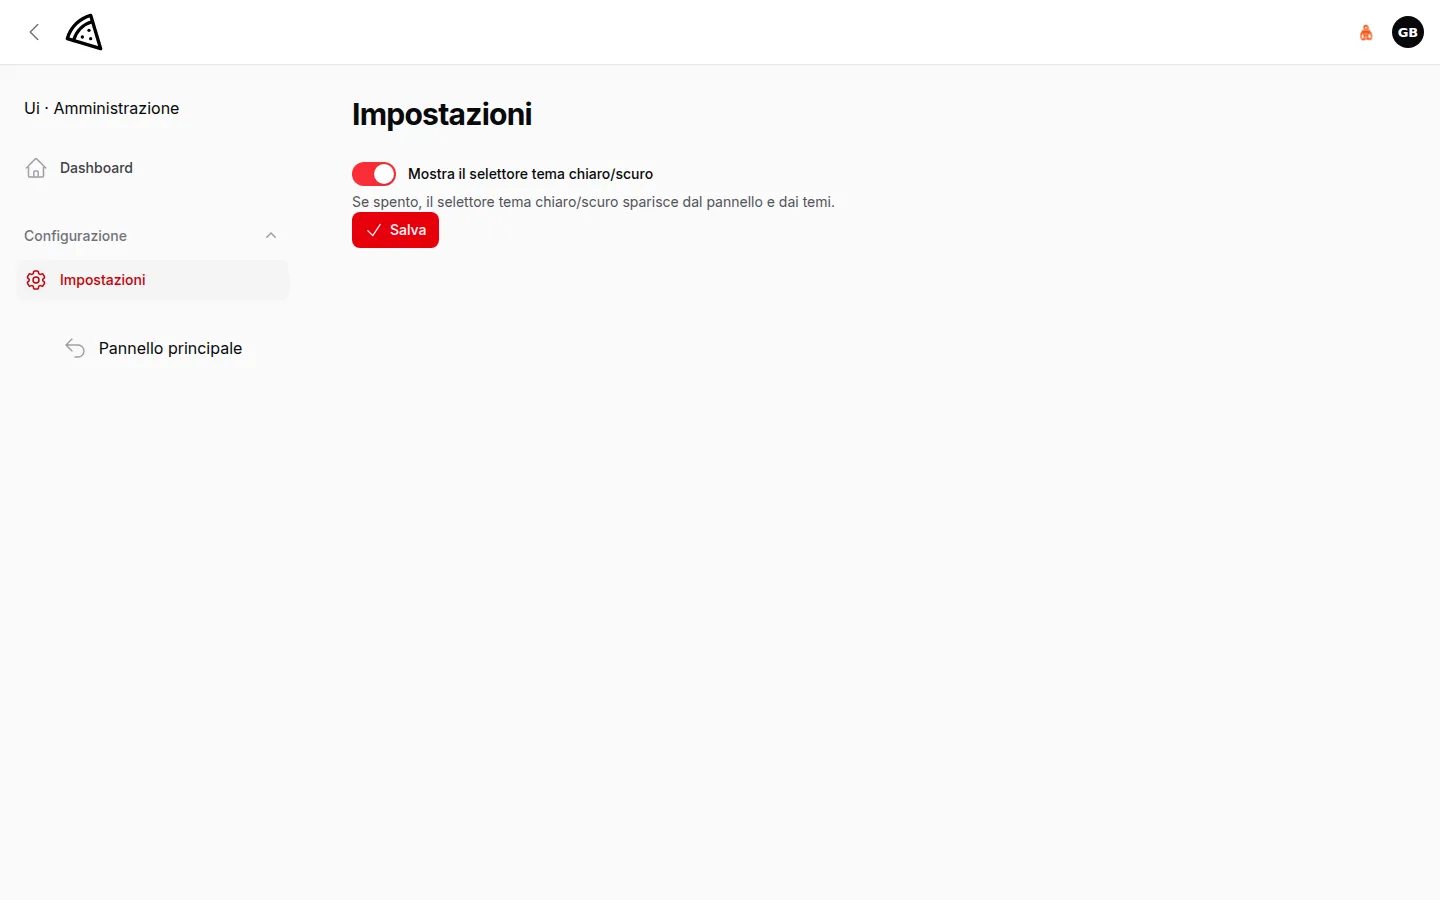 GB
Ui · Amministrazione
Dashboard
Configurazione
Impostazioni
Pannello principale
Impostazioni
Mostra il selettore tema chiaro/scuro
Se spento, il selettore tema chiaro/scuro sparisce dal pannello e dai temi.
Salva